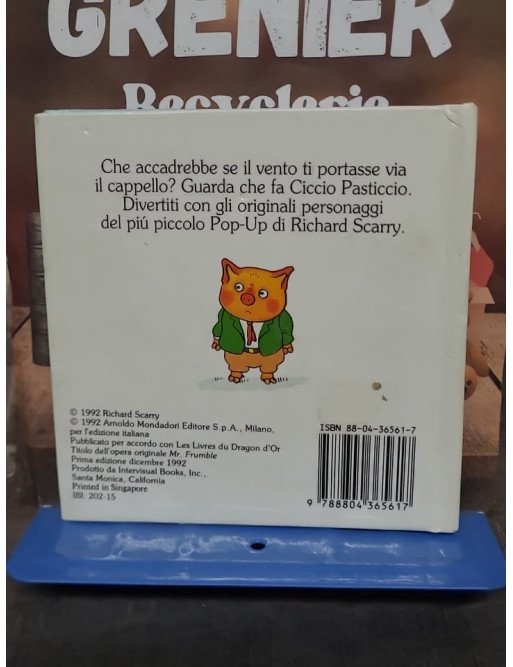 GRENIER
Recyclerie
Che accadrebbe se il vento ti portasse via
il cappello? Guarda che fa Ciccio Pasticcio.
Divertiti con gli originali personaggi
del piú piccolo Pop-Up di Richard Scarry.
© 1992 Richard Scarry
© 1992 Arnoldo Mondadori Editore S.p.A., Milano,
per l'edizione italiana
Pubblicato per accordo con Les Livres du Dragon d'Or
Titolo dell'opera originale Mr. Frumble
Prima edizione dicembre 1992
Prodotto da Intervisual Books, Inc.,
Santa Monica, California
Printed in Singapore
IBI: 202-15
ISBN 88-04-36561-7
9 788804 365617